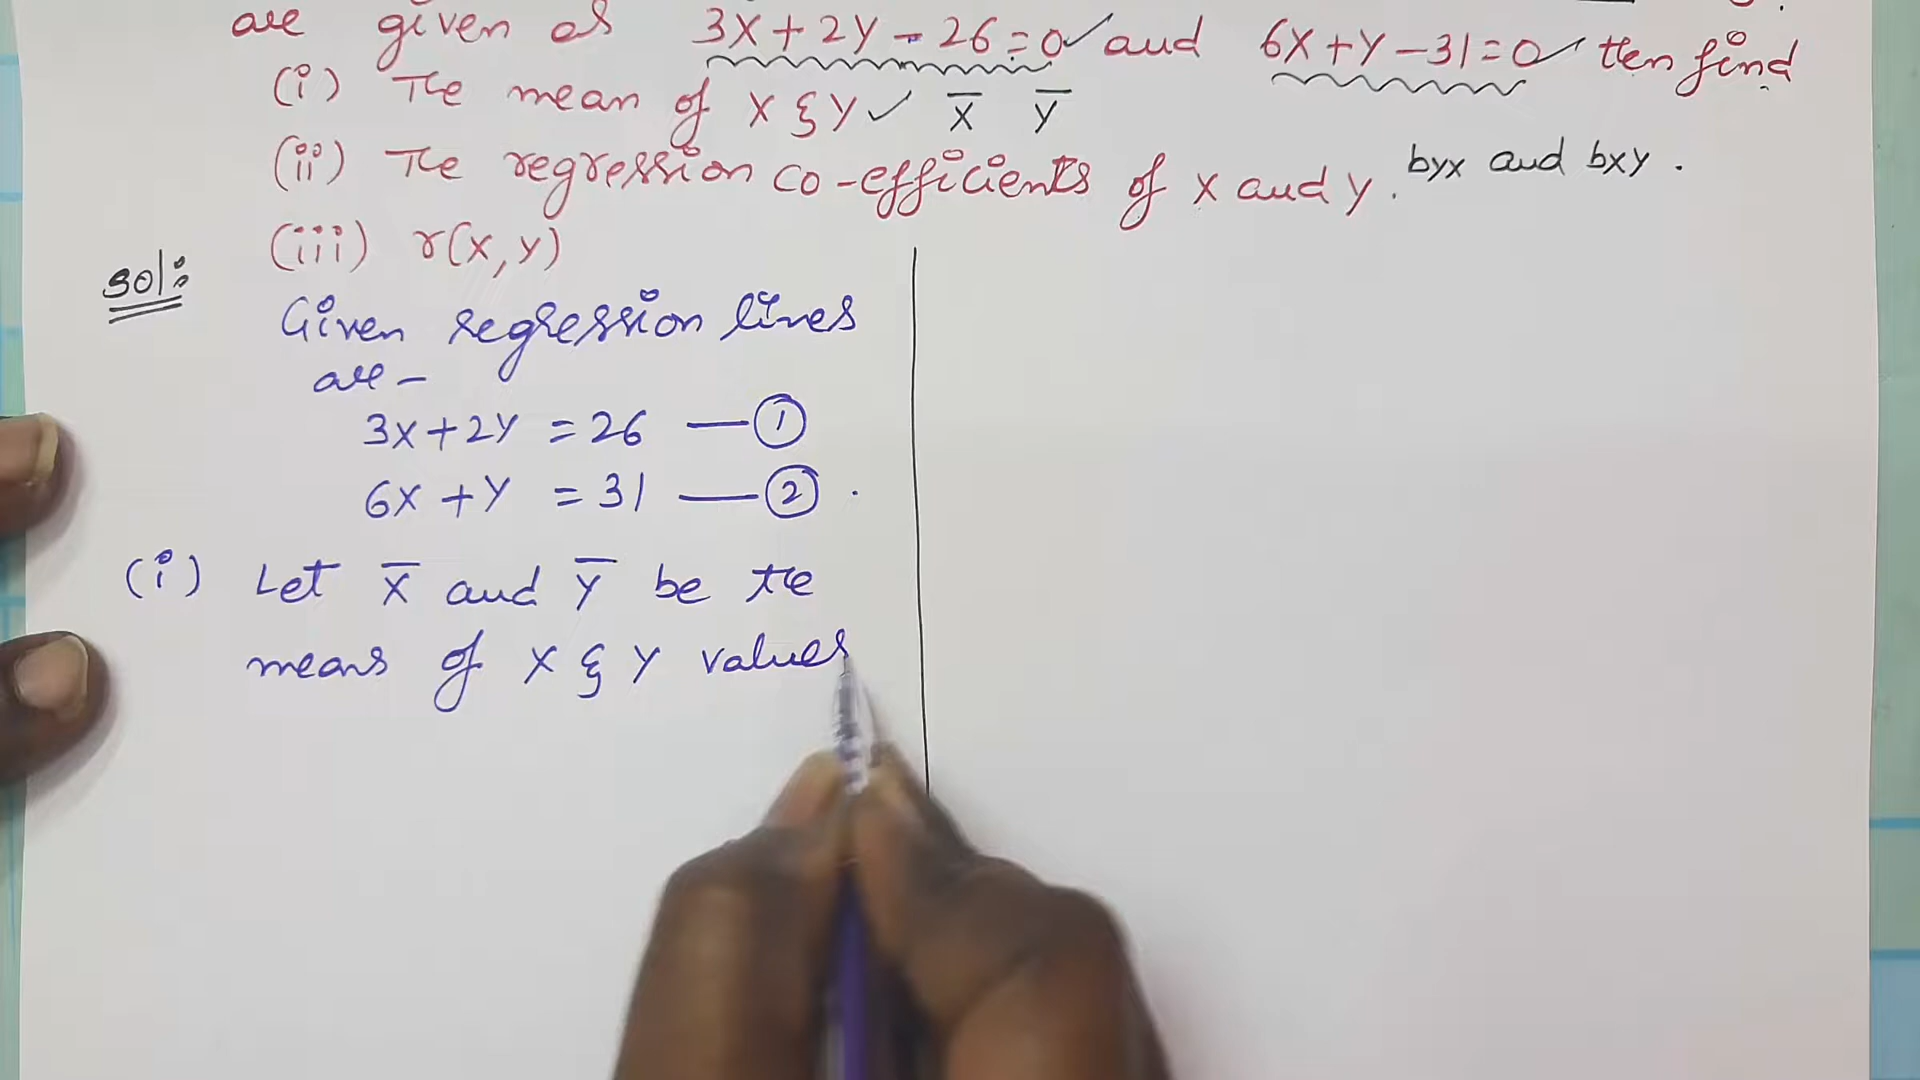 are given as 3X+2Y-26=0✓ and 6X+Y-31=0✓ then find
(i) The mean of X & Y ✓ X̅ Y̅
(ii) The regression co-efficients of X and Y. byx and bxy.
(iii) r(X,Y)
Sol:
Given regression lines
are -
3X+2Y = 26 — ①
6X+Y = 31 — ② .
(i) Let X̅ and Y̅ be the
means of X & Y values